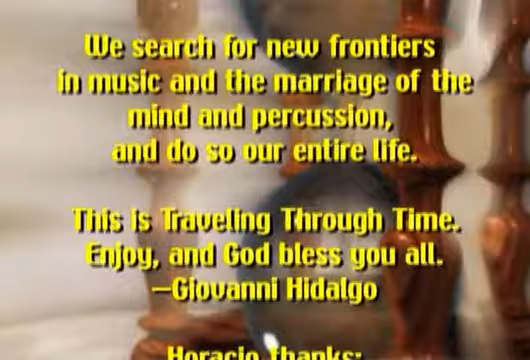 We search for new frontiers
in music and the marriage of the
mind and percussion,
and do so our entire life.
This is Traveling Through Time.
Enjoy, and God bless you all.
—Giovanni Hidalgo
Horacio thanks: